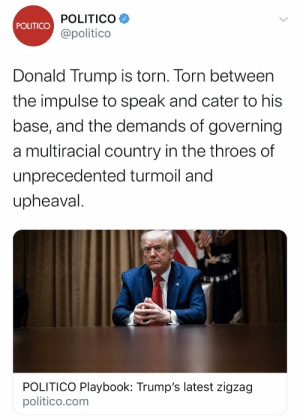 POLITICO
POLITICO
@politico
Donald Trump is torn. Torn between
the impulse to speak and cater to his
base, and the demands of governing
a multiracial country in the throes of
unprecedented turmoil and
upheaval.
POLITICO Playbook: Trump's latest zigzag
politico.com